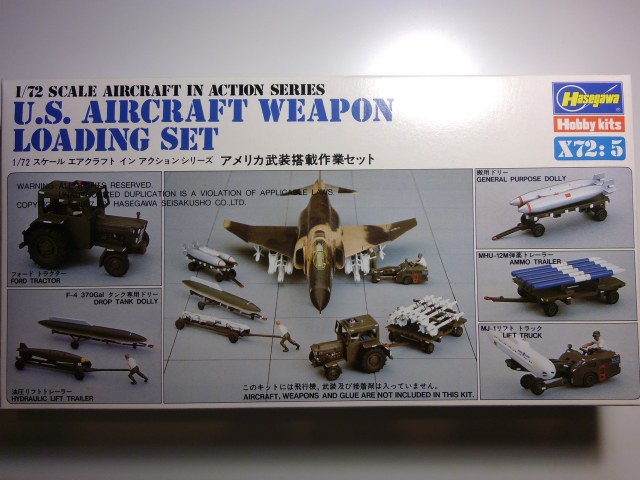 1/72 SCALE AIRCRAFT IN ACTION SERIES
U.S. AIRCRAFT WEAPON
LOADING SET
1/72 スケール エアクラフト イン アクション シリーズ アメリカ武装搭載作業セット
Hasegawa
Hobby kits
X72:5
WARNING ALL RIGHTS RESERVED.
DUPLICATION IS A VIOLATION OF APPLICABLE LAWS.
HASEGAWA SEISAKUSHO CO.,LTD.
フォード トラクター
FORD TRACTOR
F-4 370Gal タンク専用ドリー
DROP TANK DOLLY
油圧リフトトレーラー
HYDRAULIC LIFT TRAILER
このキットには飛行機,武装及び接着剤は入っていません。
AIRCRAFT, WEAPONS AND GLUE ARE NOT INCLUDED IN THIS KIT.
用ドリー
GENERAL PURPOSE DOLLY
MHU-12M弾薬トレーラー
AMMO TRAILER
MJ-1リフト トラック
LIFT TRUCK